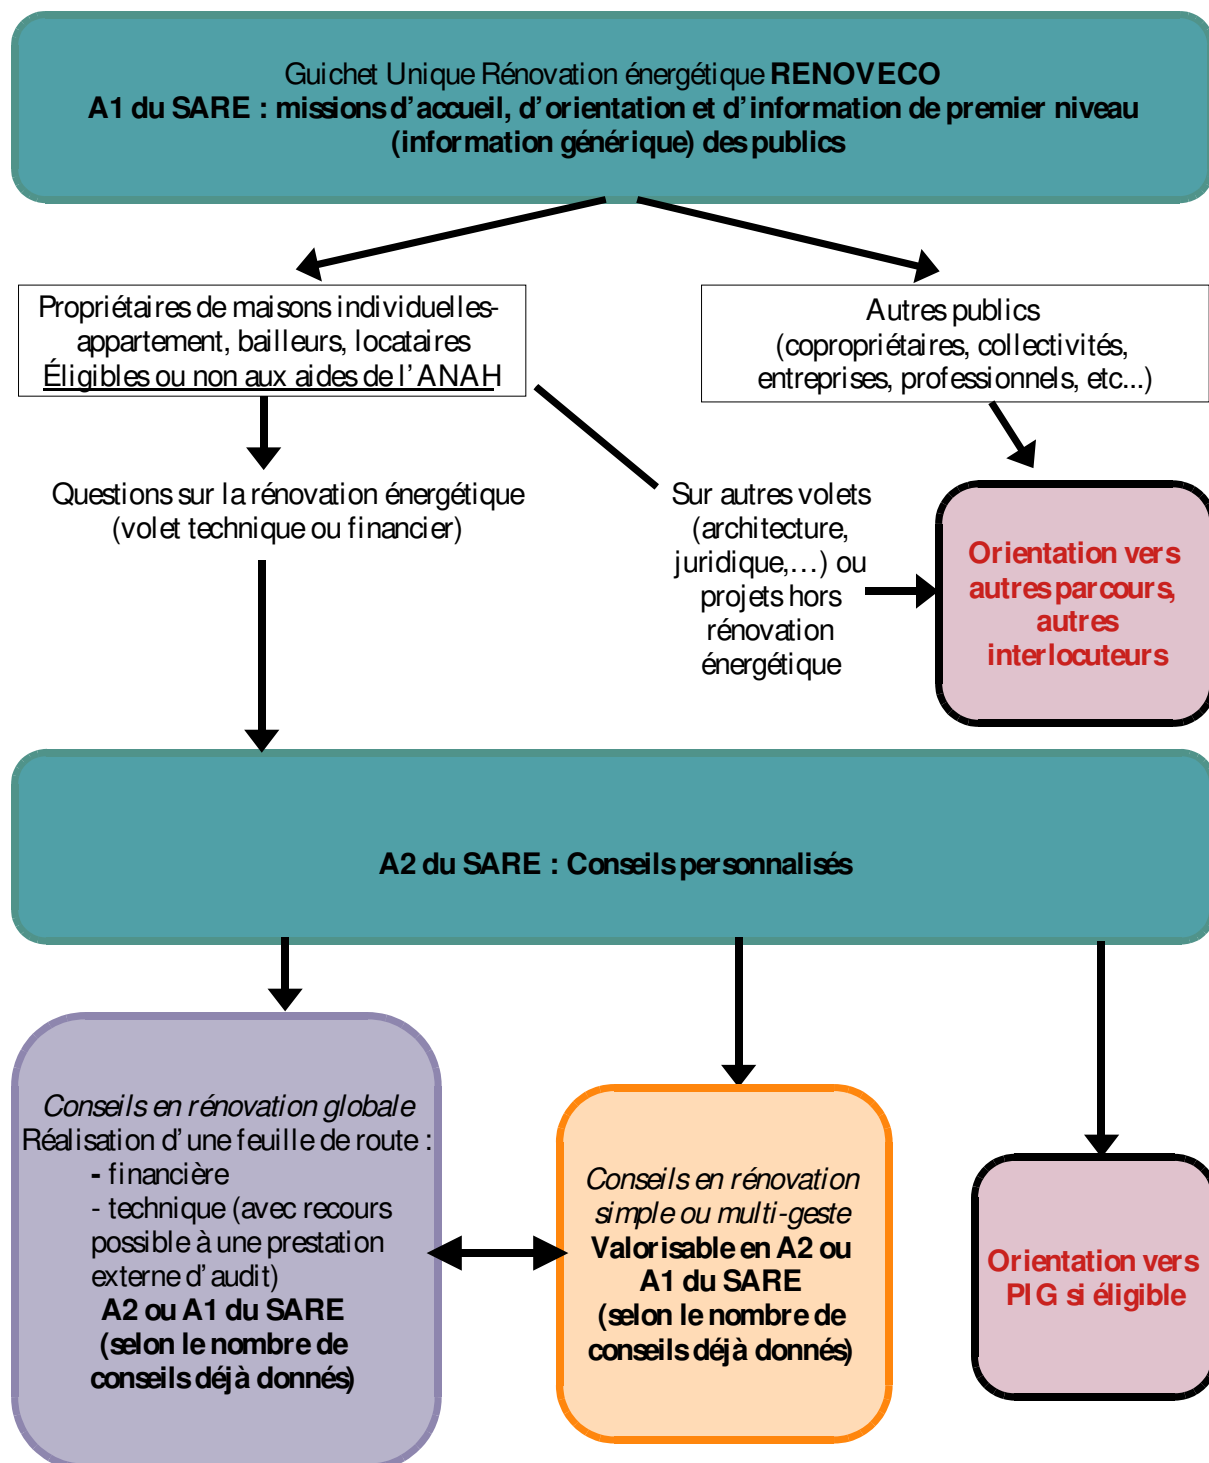 Guichet Unique Rénovation énergétique RENOVECO
A1 du SARE : missions d’accueil, d’orientation et d’information de premier niveau
(information générique) des publics
Propriétaires de maisons individuelles-
appartement, bailleurs, locataires
Éligibles ou non aux aides de l’ANAH
Autres publics
(copropriétaires, collectivités,
entreprises, professionnels, etc...)
Questions sur la rénovation énergétique
(volet technique ou financier)
Sur autres volets
(architecture,
juridique,…) ou
projets hors
rénovation
énergétique
Orientation vers
autres parcours,
autres
interlocuteurs
A2 du SARE : Conseils personnalisés
Conseils en rénovation globale
Réalisation d’une feuille de route :
- financière
- technique (avec recours
possible à une prestation
externe d’audit)
A2 ou A1 du SARE
(selon le nombre de
conseils déjà donnés)
Conseils en rénovation
simple ou multi-geste
Valorisable en A2 ou
A1 du SARE
(selon le nombre de
conseils déjà donnés)
Orientation vers
PIG si éligible